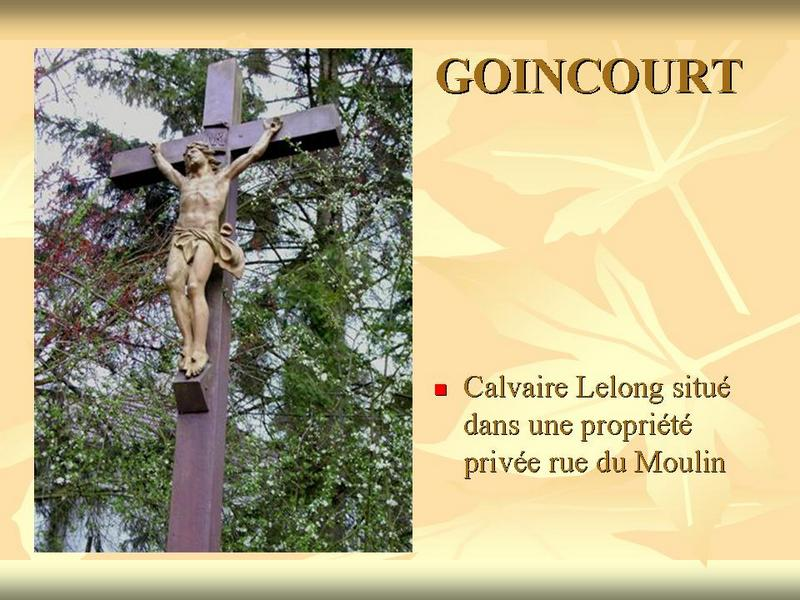 GOINCOURT
Calvaire Lelong situé
dans une propriété
privée rue du Moulin